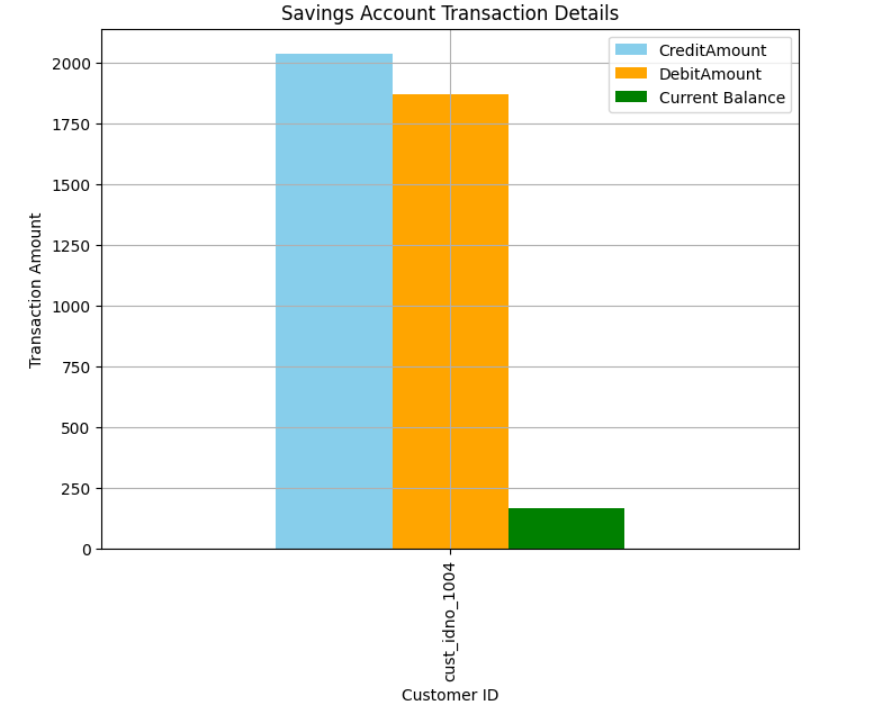 Savings Account Transaction Details
CreditAmount
DebitAmount
Current Balance
2000
1750
1500
1250
1000
750
500
250
0
Transaction Amount
cust_idno_1004
Customer ID